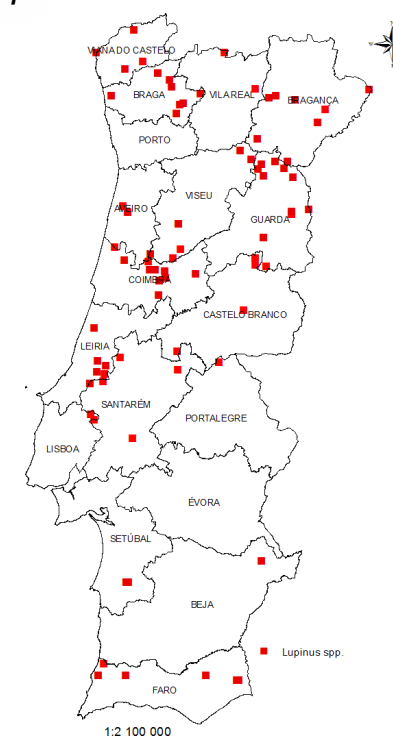 VIANA DO CASTELO
BRAGA
VILA REAL
BRAGANÇA
PORTO
VISEU
AVEIRO
GUARDA
COIMBRA
CASTELO BRANCO
LEIRIA
SANTARÉM
PORTALEGRE
LISBOA
ÉVORA
SETÚBAL
BEJA
Lupinus spp.
FARO
1:2 100 000